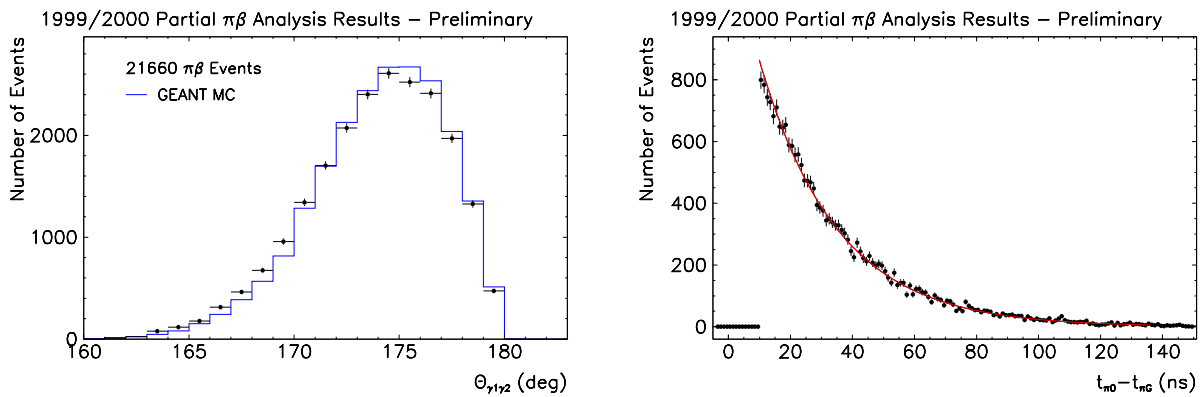 1999/2000 Partial πβ Analysis Results – Preliminary
Number of Events
21660 πβ Events
GEANT MC
2000
1000
0
160 165 170 175 180
Θγ1γ2 (deg)
1999/2000 Partial πβ Analysis Results – Preliminary
Number of Events
800
600
400
200
0
0 20 40 60 80 100 120 140
tπ0–tπG (ns)